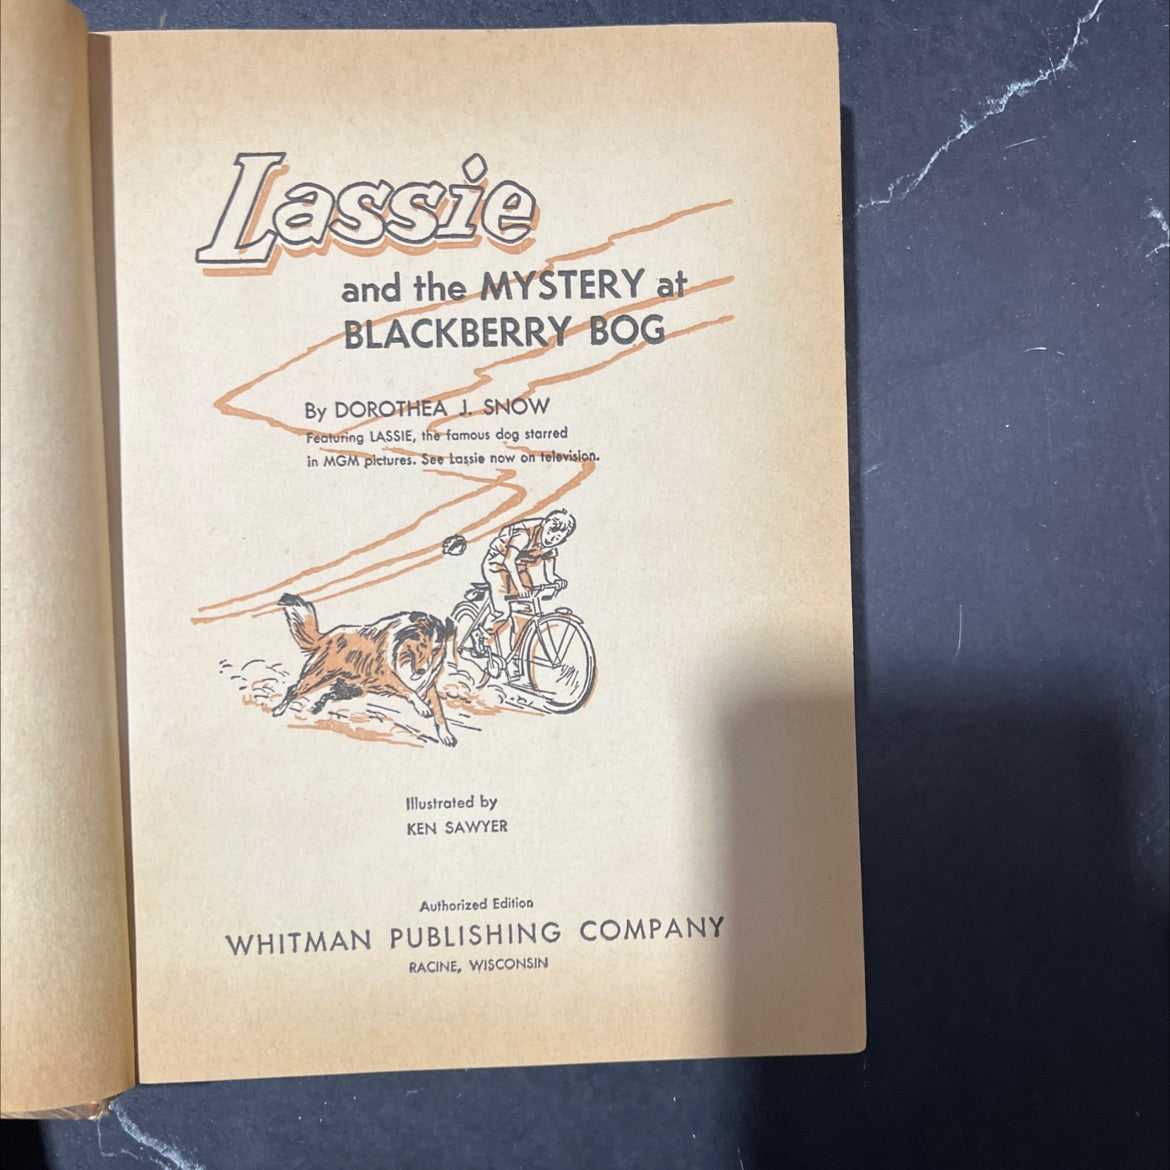 Lassie
and the MYSTERY at
BLACKBERRY BOG
By DOROTHEA J. SNOW
Featuring LASSIE, the famous dog starred
in MGM pictures. See Lassie now on television.
Illustrated by
KEN SAWYER
Authorized Edition
WHITMAN PUBLISHING COMPANY
RACINE, WISCONSIN